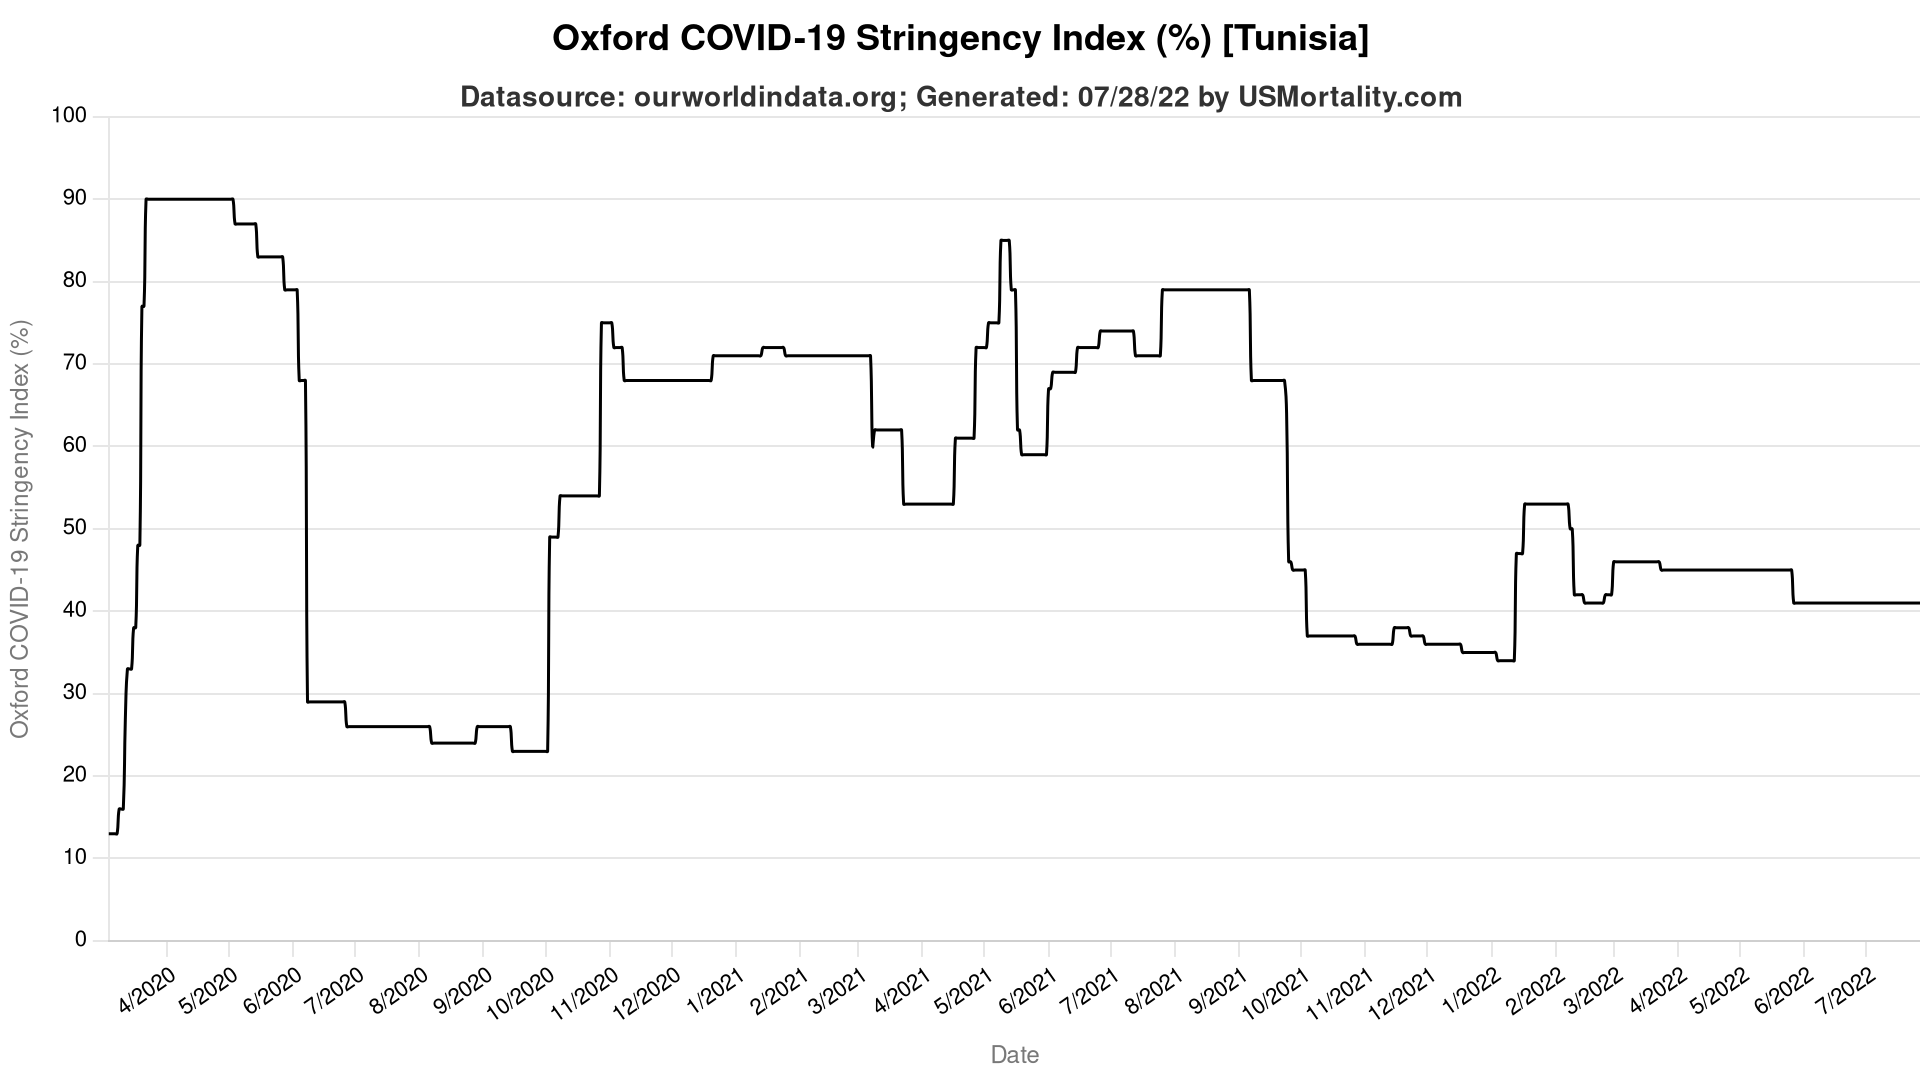 Oxford COVID-19 Stringency Index (%) [Tunisia]
Datasource: ourworldindata.org; Generated: 07/28/22 by USMortality.com
Oxford COVID-19 Stringency Index (%)
100
90
80
70
60
50
40
30
20
10
0
4/2020 5/2020 6/2020 7/2020 8/2020 9/2020 10/2020 11/2020 12/2020 1/2021 2/2021 3/2021 4/2021 5/2021 6/2021 7/2021 8/2021 9/2021 10/2021 11/2021 12/2021 1/2022 2/2022 3/2022 4/2022 5/2022 6/2022 7/2022
Date